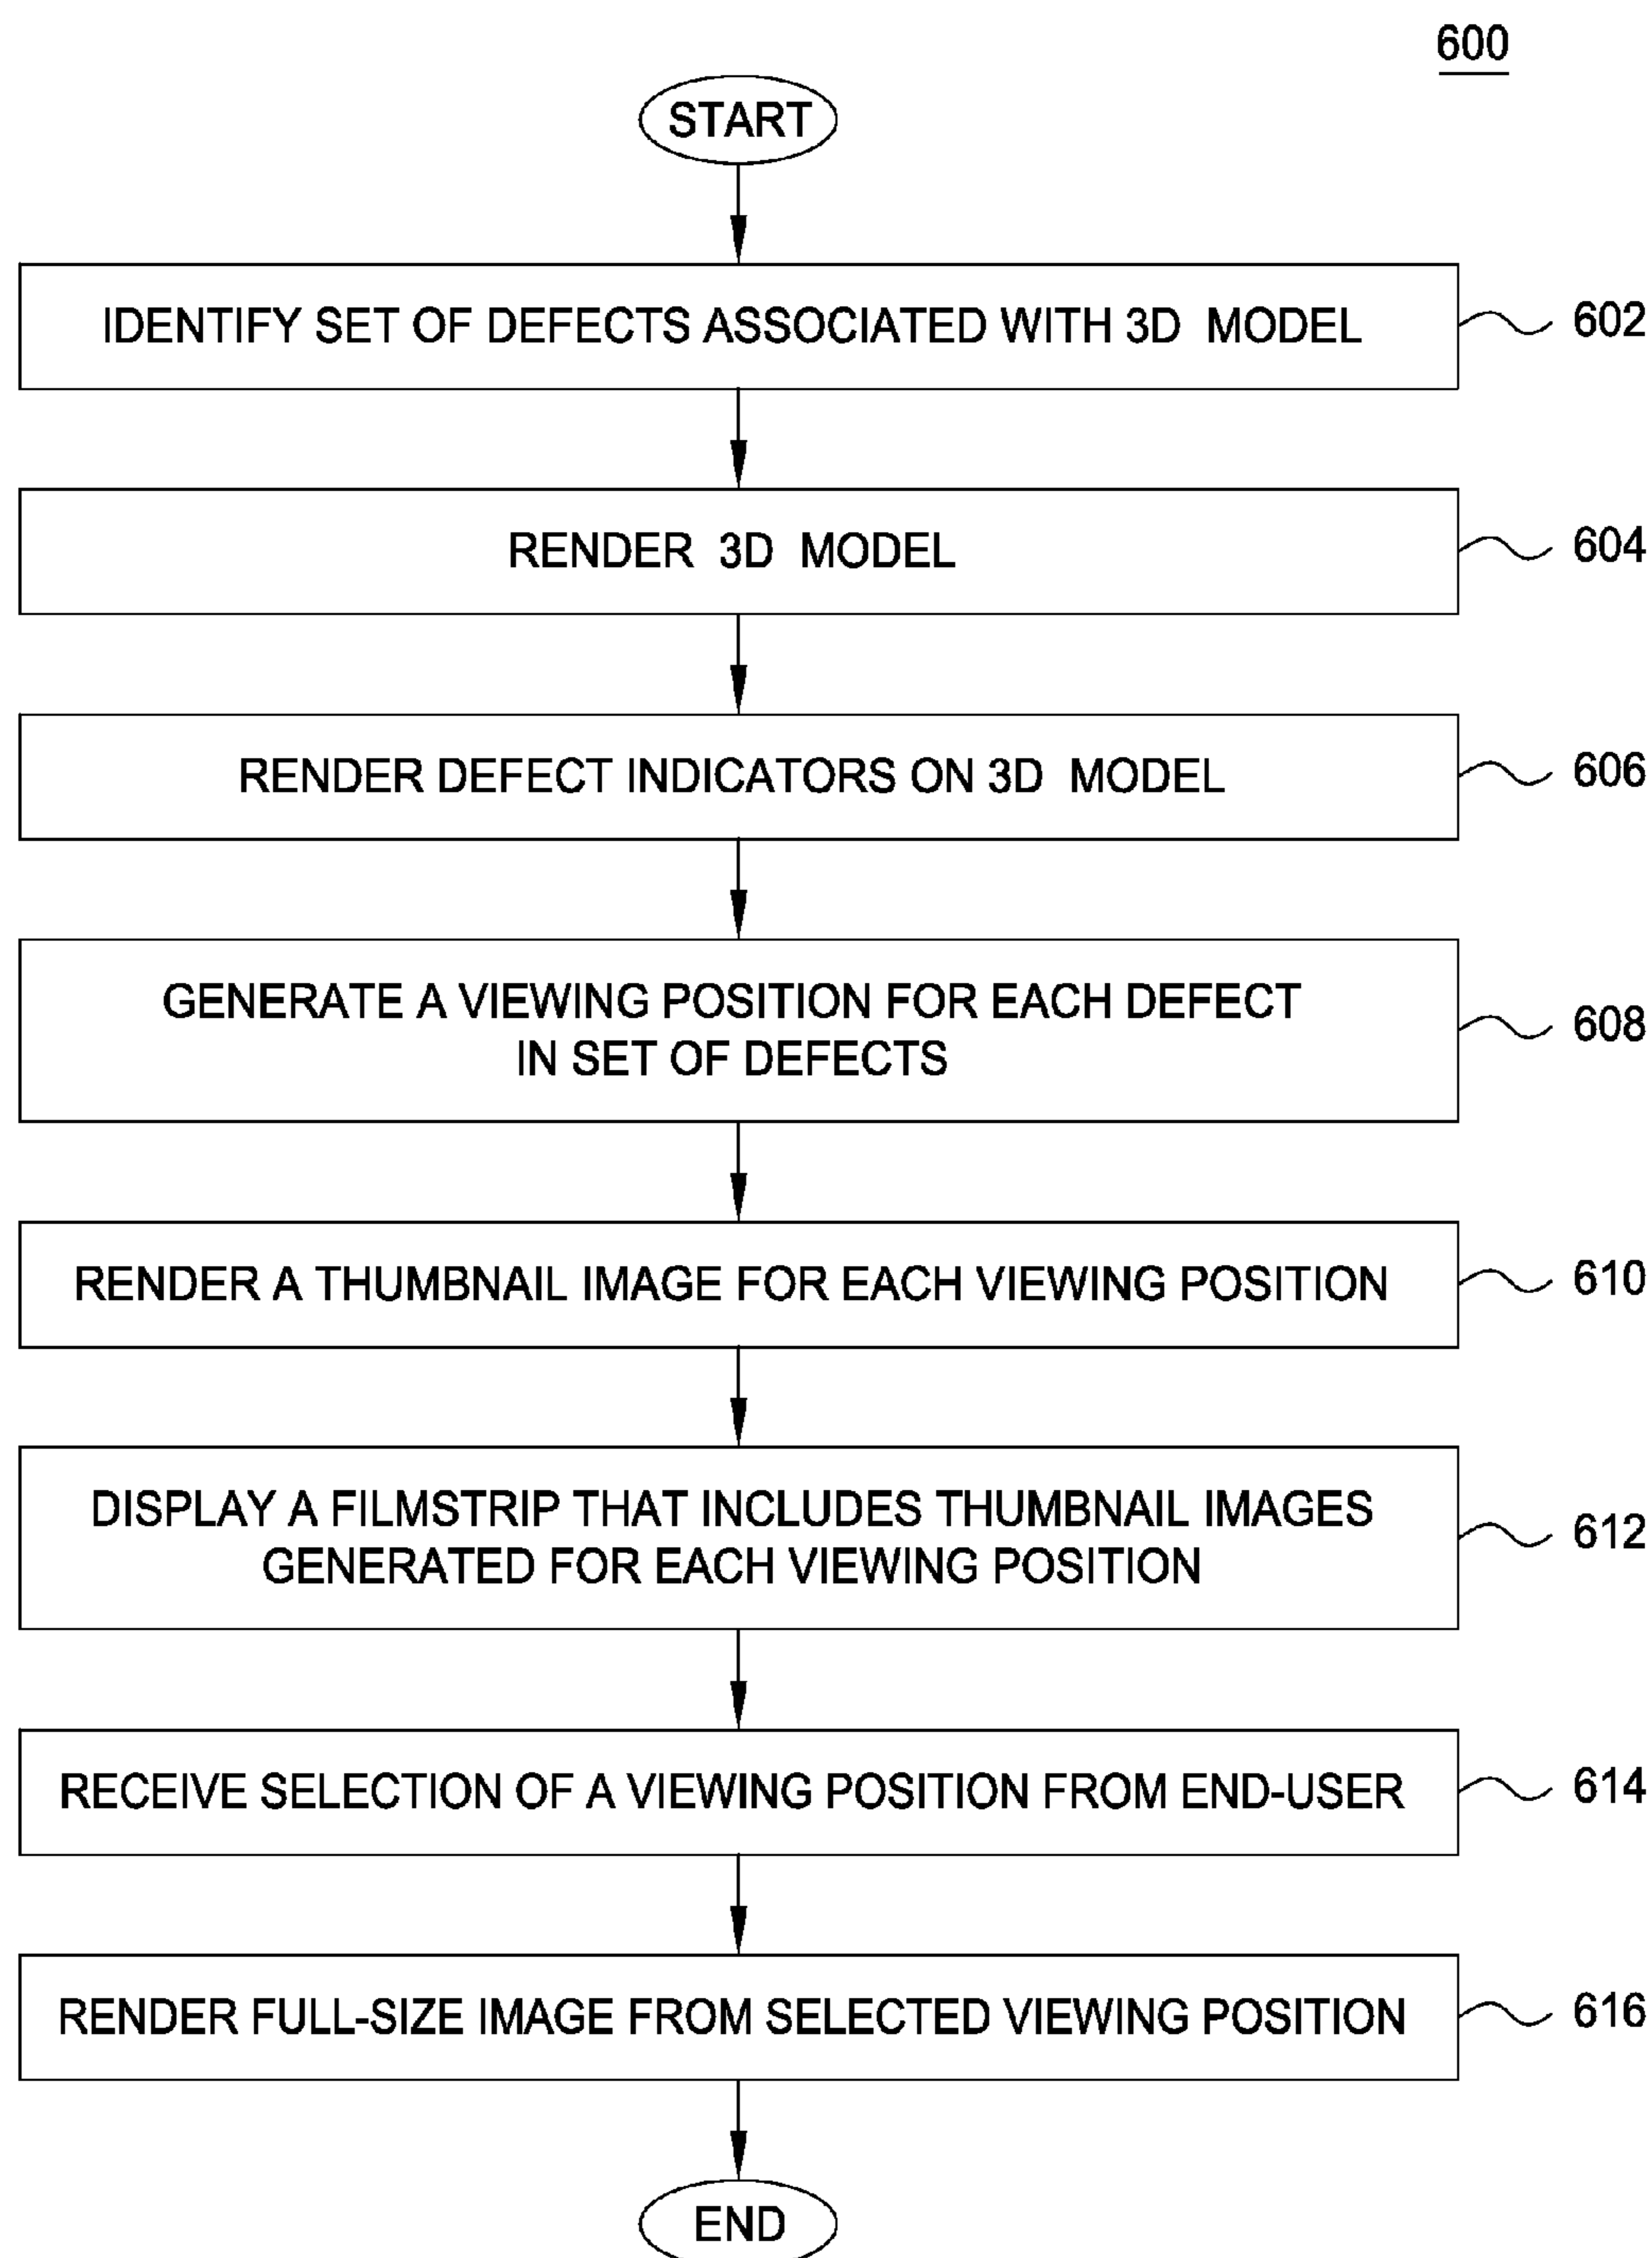 600
START
IDENTIFY SET OF DEFECTS ASSOCIATED WITH 3D MODEL
602
RENDER 3D MODEL
604
RENDER DEFECT INDICATORS ON 3D MODEL
606
GENERATE A VIEWING POSITION FOR EACH DEFECT
IN SET OF DEFECTS
608
RENDER A THUMBNAIL IMAGE FOR EACH VIEWING POSITION
610
DISPLAY A FILMSTRIP THAT INCLUDES THUMBNAIL IMAGES
GENERATED FOR EACH VIEWING POSITION
612
RECEIVE SELECTION OF A VIEWING POSITION FROM END-USER
614
RENDER FULL-SIZE IMAGE FROM SELECTED VIEWING POSITION
616
END